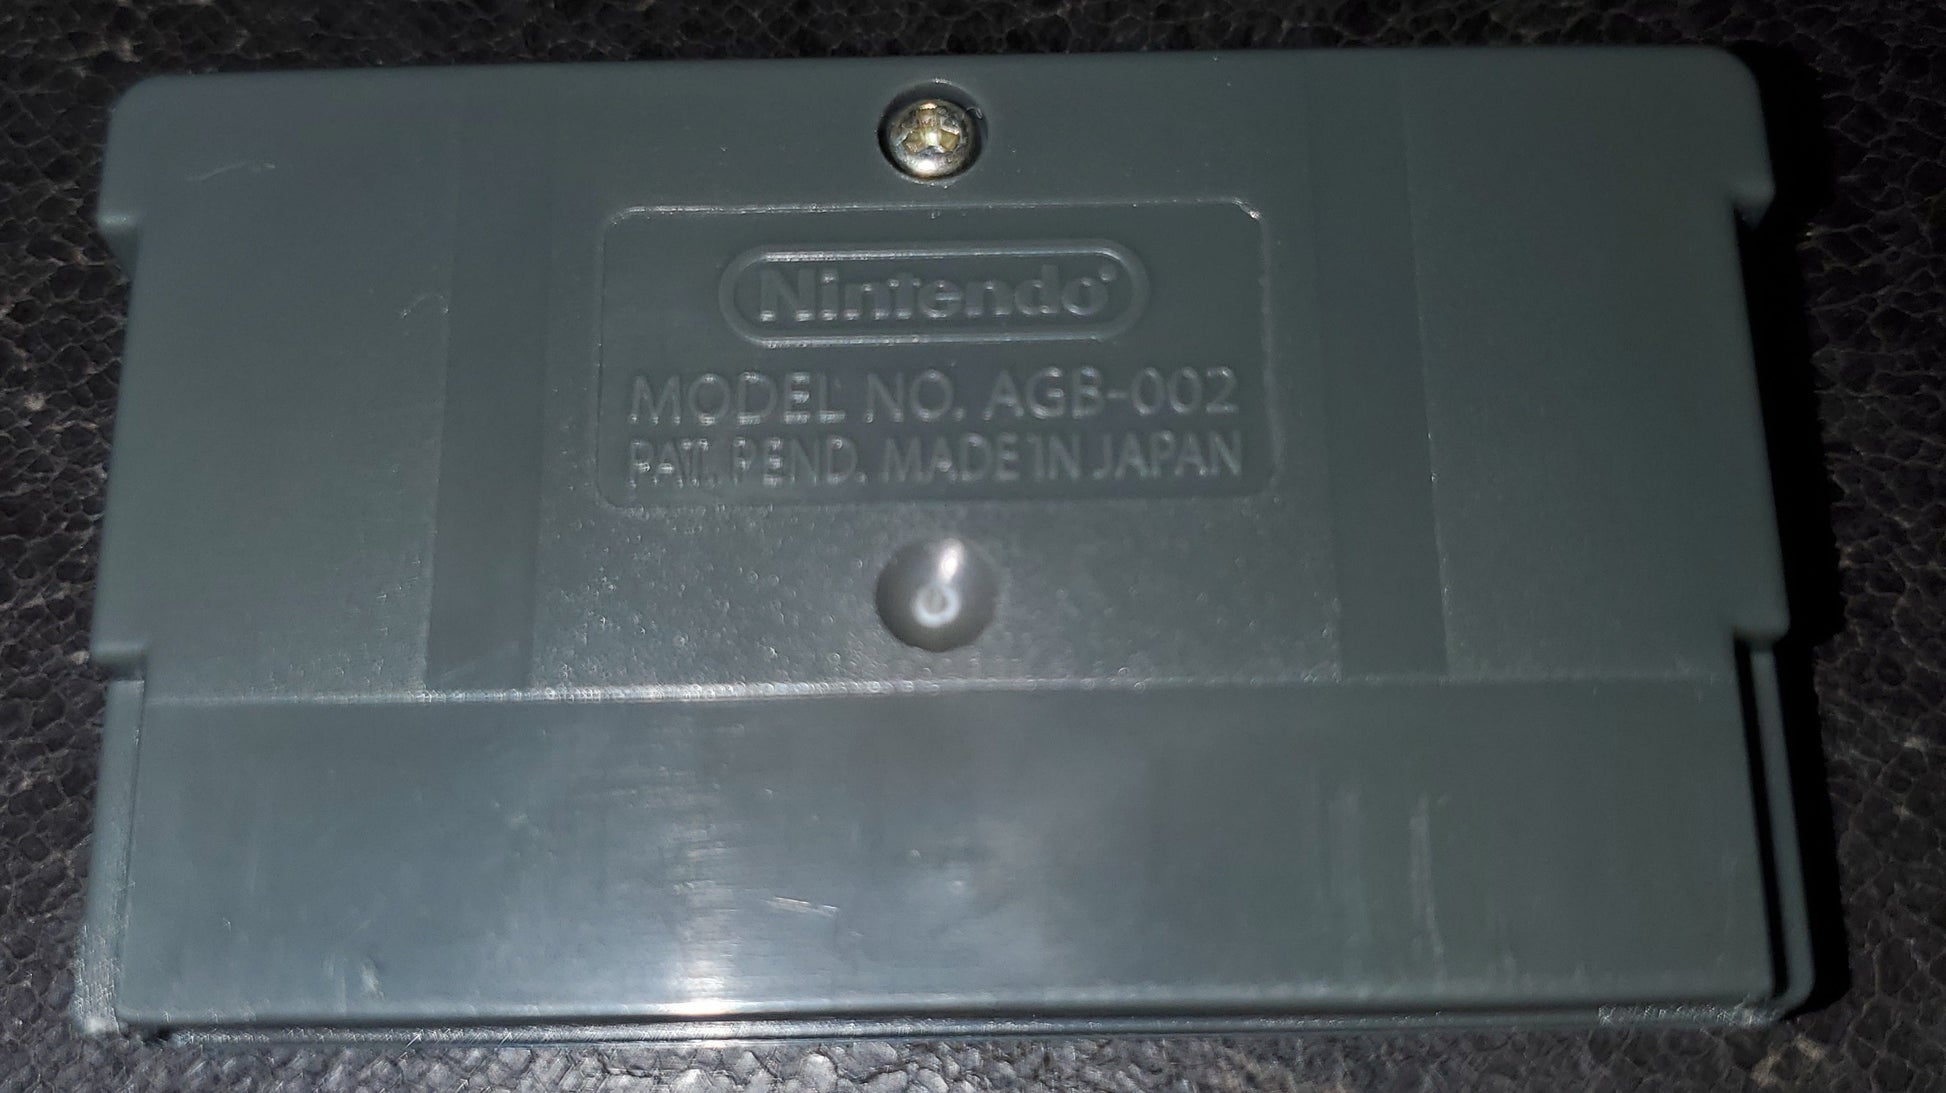 Nintendo®
MODEL NO. AGB-002
PAT. PEND. MADE IN JAPAN